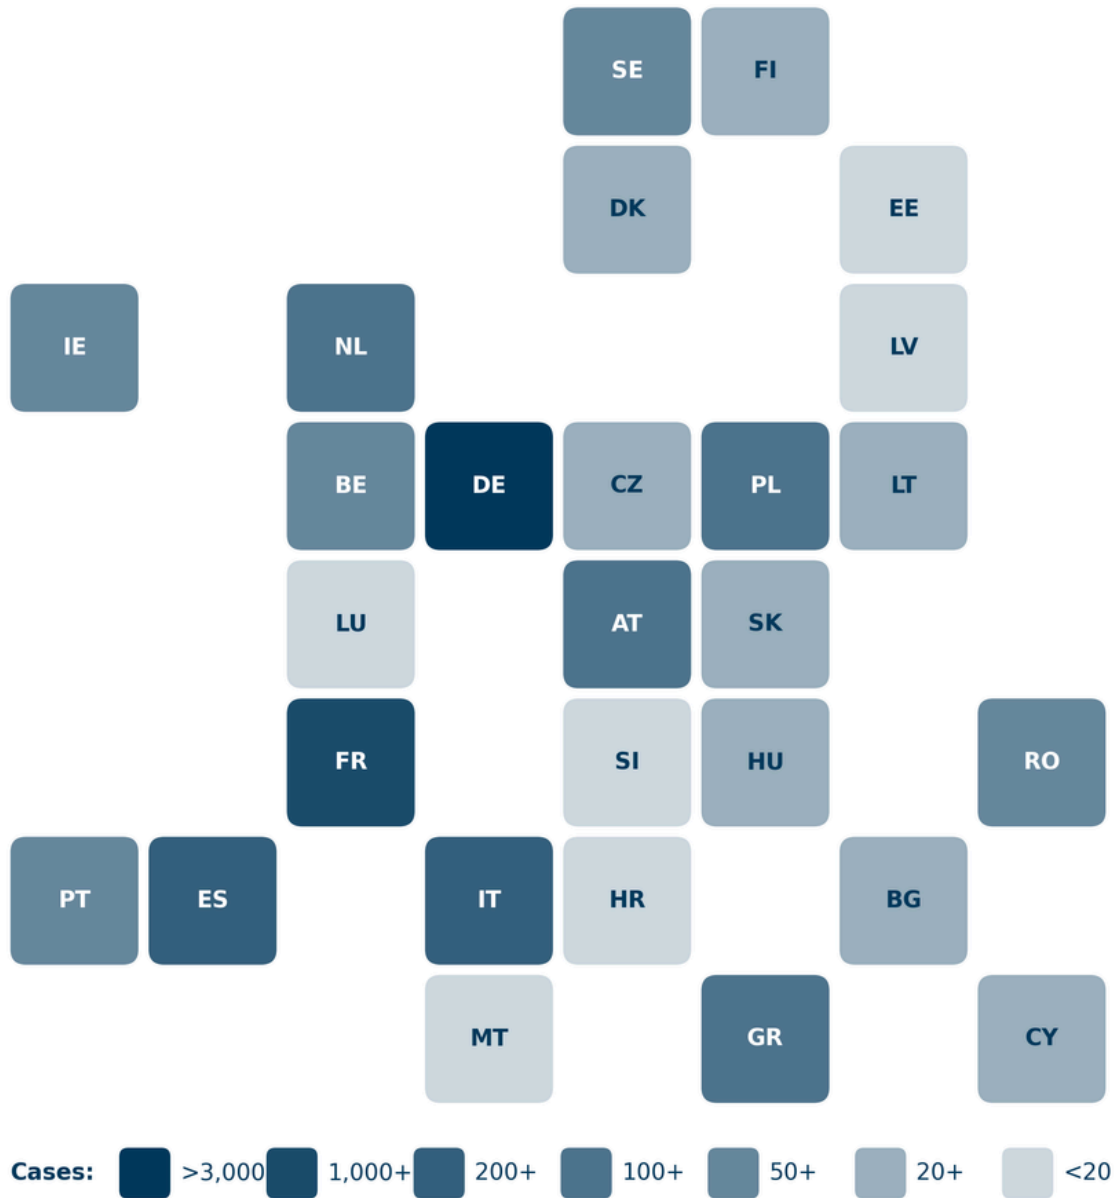 SE FI
DK EE
IE NL LV
BE DE CZ PL LT
LU AT SK
FR SI HU RO
PT ES IT HR BG
MT GR CY
Cases: >3,000 1,000+ 200+ 100+ 50+ 20+ <20